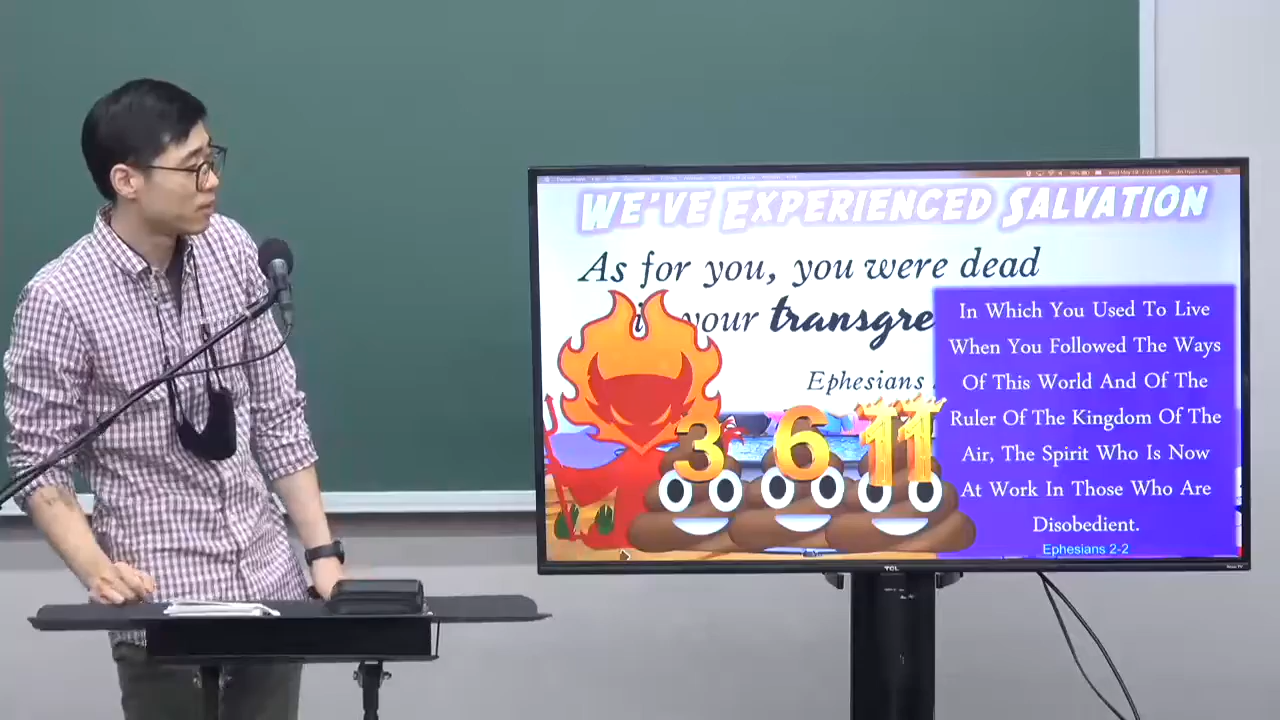 We've Experienced Salvation
As for you, you were dead
your transgre
Ephesians
3 6 11
In Which You Used To Live
When You Followed The Ways
Of This World And Of The
Ruler Of The Kingdom Of The
Air, The Spirit Who Is Now
At Work In Those Who Are
Disobedient.
Ephesians 2-2
TCL